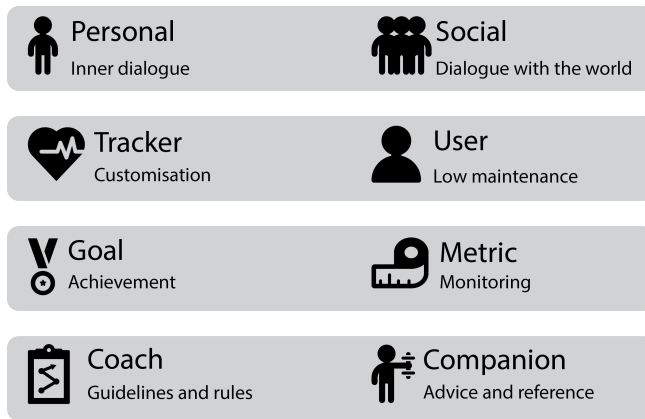 Personal
Inner dialogue
Social
Dialogue with the world
Tracker
Customisation
User
Low maintenance
Goal
Achievement
Metric
Monitoring
Coach
Guidelines and rules
Companion
Advice and reference